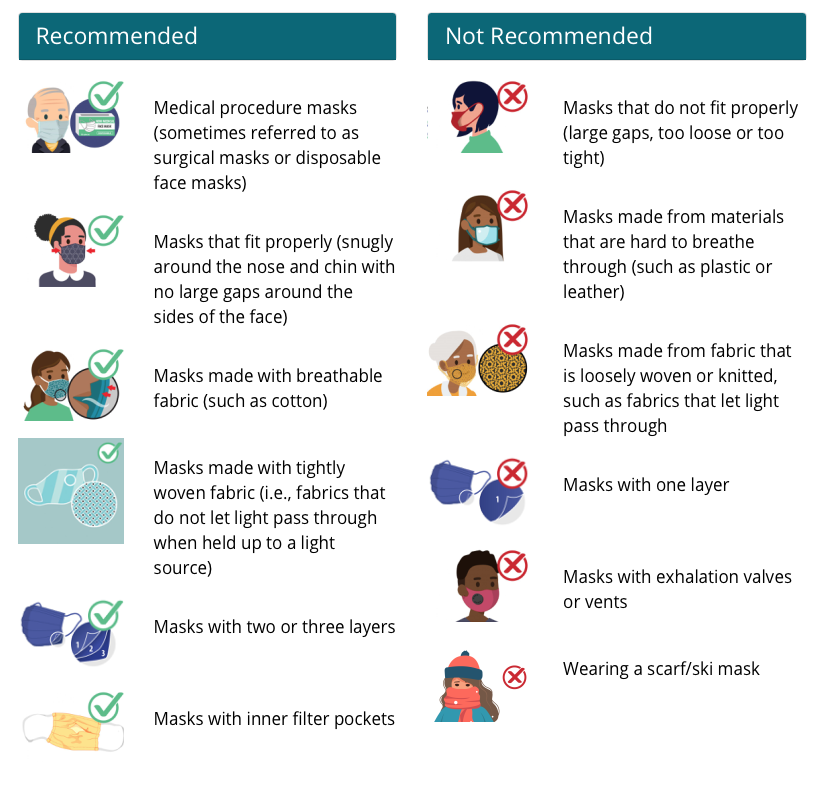 Recommended
Medical procedure masks
(sometimes referred to as
surgical masks or disposable
face masks)
Masks that fit properly (snugly
around the nose and chin with
no large gaps around the
sides of the face)
Masks made with breathable
fabric (such as cotton)
Masks made with tightly
woven fabric (i.e., fabrics that
do not let light pass through
when held up to a light
source)
1 2 3
Masks with two or three layers
Masks with inner filter pockets
Not Recommended
Masks that do not fit properly
(large gaps, too loose or too
tight)
Masks made from materials
that are hard to breathe
through (such as plastic or
leather)
Masks made from fabric that
is loosely woven or knitted,
such as fabrics that let light
pass through
1
Masks with one layer
Masks with exhalation valves
or vents
Wearing a scarf/ski mask